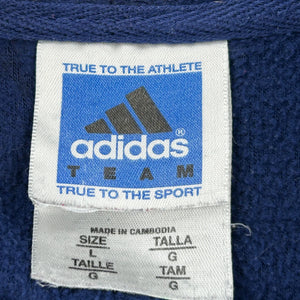 TRUE TO THE ATHLETE
adidas®
TEAM
TRUE TO THE SPORT
MADE IN CAMBODIA
SIZE TALLA
L G
TAILLE TAM
G G